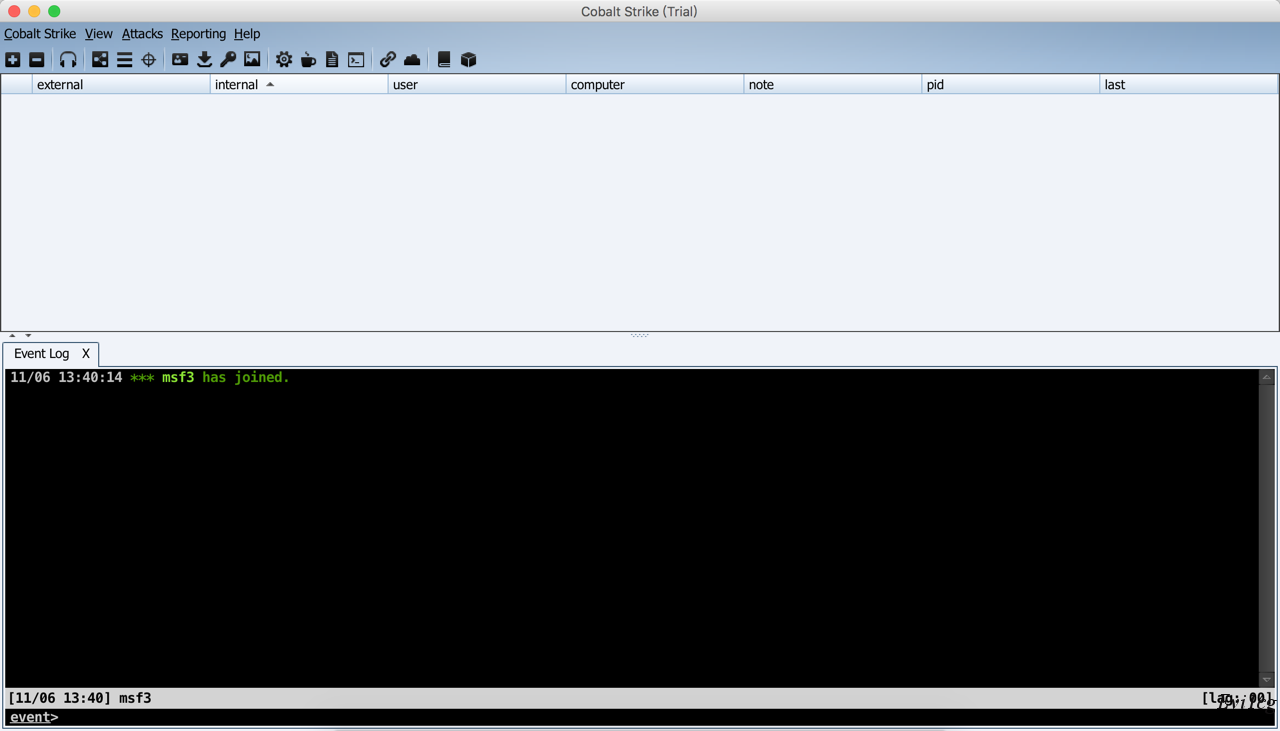 Cobalt Strike (Trial)
Cobalt Strike View Attacks Reporting Help
external internal user computer note pid last
Event Log X
11/06 13:40:14 *** msf3 has joined.
[11/06 13:40] msf3 [lag: 00]
event>